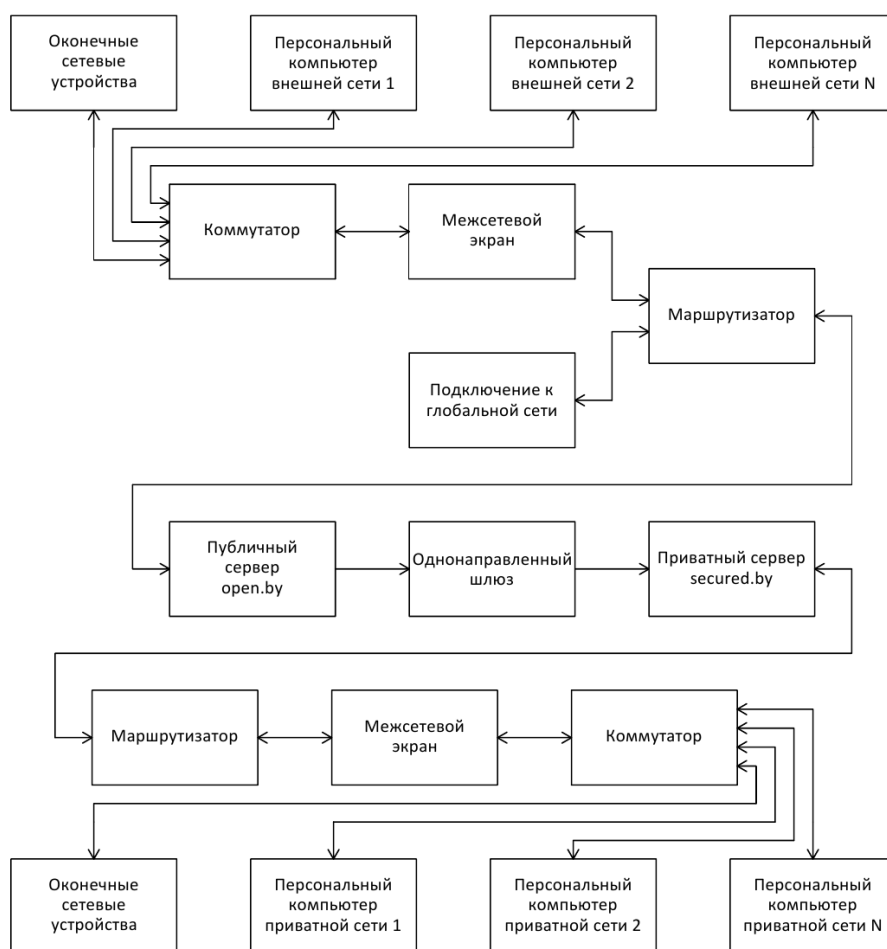 Оконечные
сетевые
устройства
Персональный
компьютер
внешней сети 1
Персональный
компьютер
внешней сети 2
Персональный
компьютер
внешней сети N
Коммутатор
Межсетевой
экран
Маршрутизатор
Подключение к
глобальной сети
Публичный
сервер
open.by
Однонаправленный
шлюз
Приватный сервер
secured.by
Маршрутизатор
Межсетевой
экран
Коммутатор
Оконечные
сетевые
устройства
Персональный
компьютер
приватной сети 1
Персональный
компьютер
приватной сети 2
Персональный
компьютер
приватной сети N